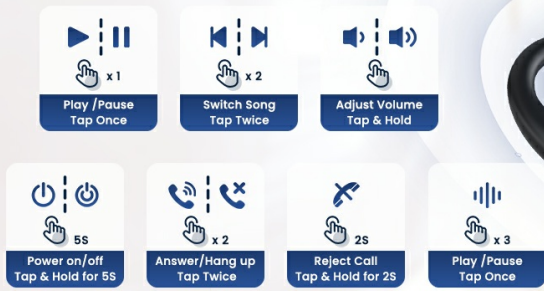 x 1
Play /Pause
Tap Once
x 2
Switch Song
Tap Twice
Adjust Volume
Tap & Hold
5S
Power on/off
Tap & Hold for 5S
x 2
Answer/Hang up
Tap Twice
2S
Reject Call
Tap & Hold for 2S
x 3
Play /Pause
Tap Once